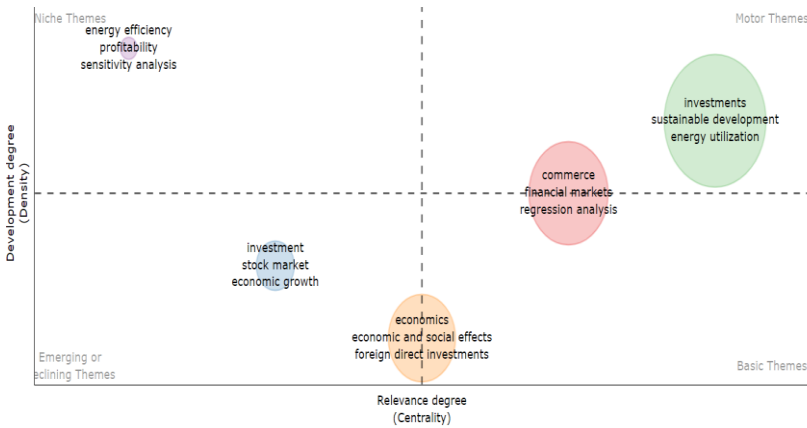 Niche Themes
Motor Themes
energy efficiency
profitability
sensitivity analysis
investments
sustainable development
energy utilization
commerce
financial markets
regression analysis
Development degree
(Density)
investment
stock market
economic growth
economics
economic and social effects
foreign direct investments
Emerging or
eclining Themes
Basic Themes
Relevance degree
(Centrality)